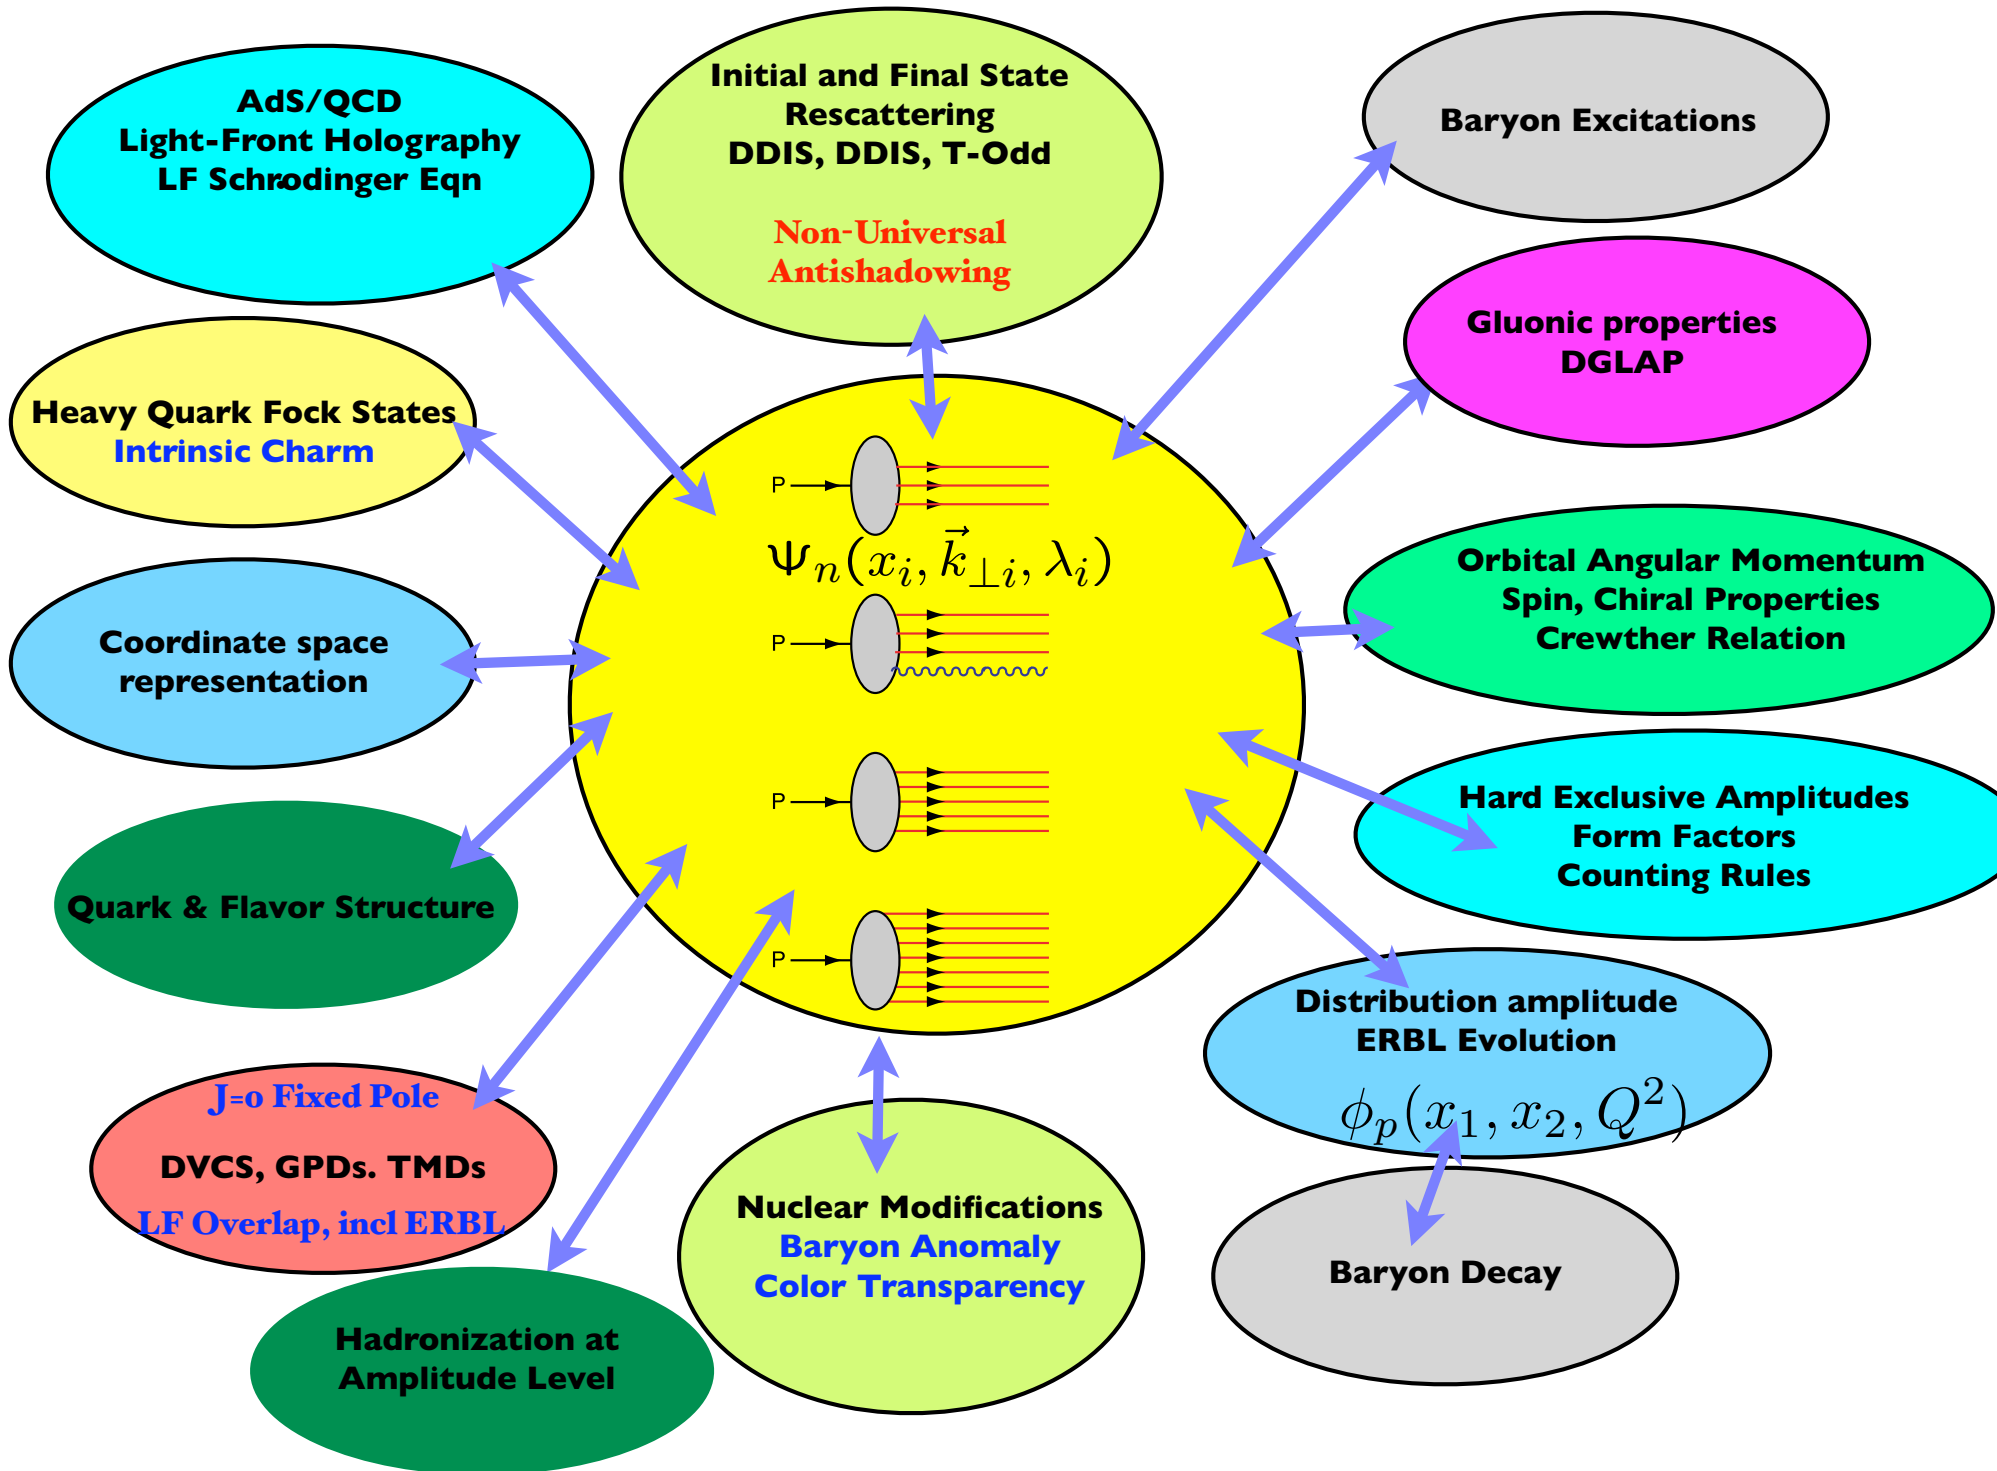 AdS/QCD
Light-Front Holography
LF Schrodinger Eqn
Initial and Final State
Rescattering
DDIS, DDIS, T-Odd
Non-Universal
Antishadowing
Baryon Excitations
Gluonic properties
DGLAP
Heavy Quark Fock States
Intrinsic Charm
P
Ψn(xi, k⃗⊥i, λi)
P
P
P
Orbital Angular Momentum
Spin, Chiral Properties
Crewther Relation
Coordinate space
representation
Hard Exclusive Amplitudes
Form Factors
Counting Rules
Quark & Flavor Structure
Distribution amplitude
ERBL Evolution
ϕp(x1, x2, Q²)
J=0 Fixed Pole
DVCS, GPDs. TMDs
LF Overlap, incl ERBL
Nuclear Modifications
Baryon Anomaly
Color Transparency
Baryon Decay
Hadronization at
Amplitude Level